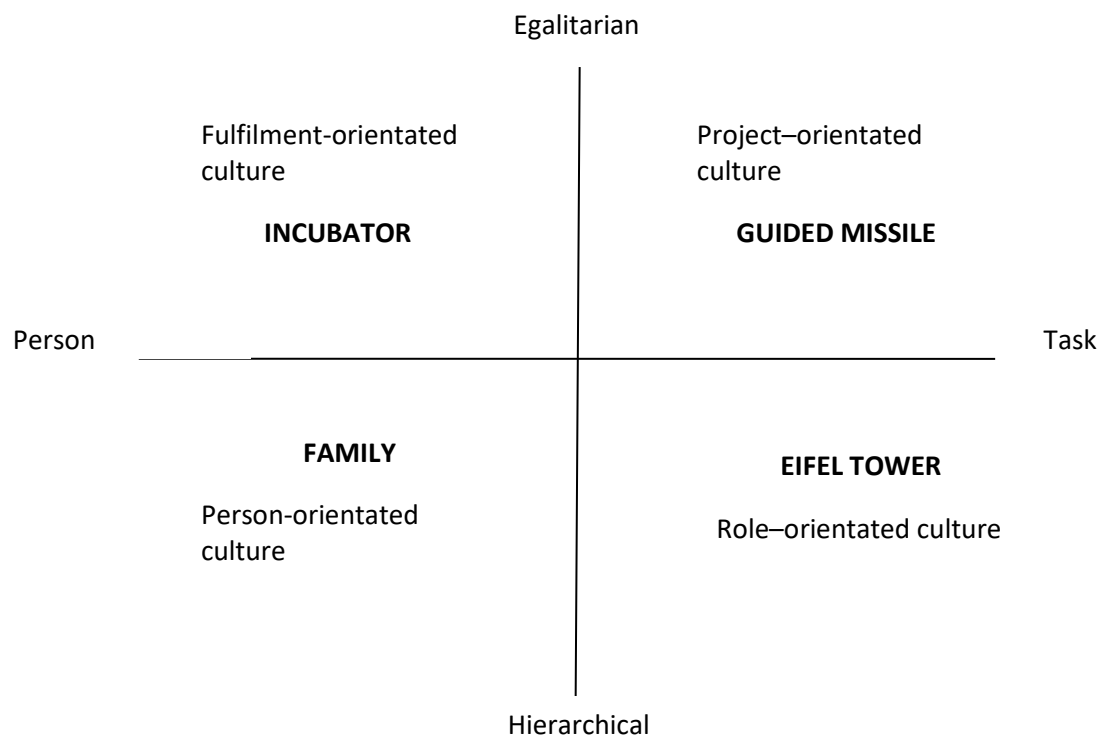 Egalitarian
Fulfilment-orientated
culture
INCUBATOR
Project–orientated
culture
GUIDED MISSILE
Person
Task
FAMILY
Person-orientated
culture
EIFEL TOWER
Role–orientated culture
Hierarchical